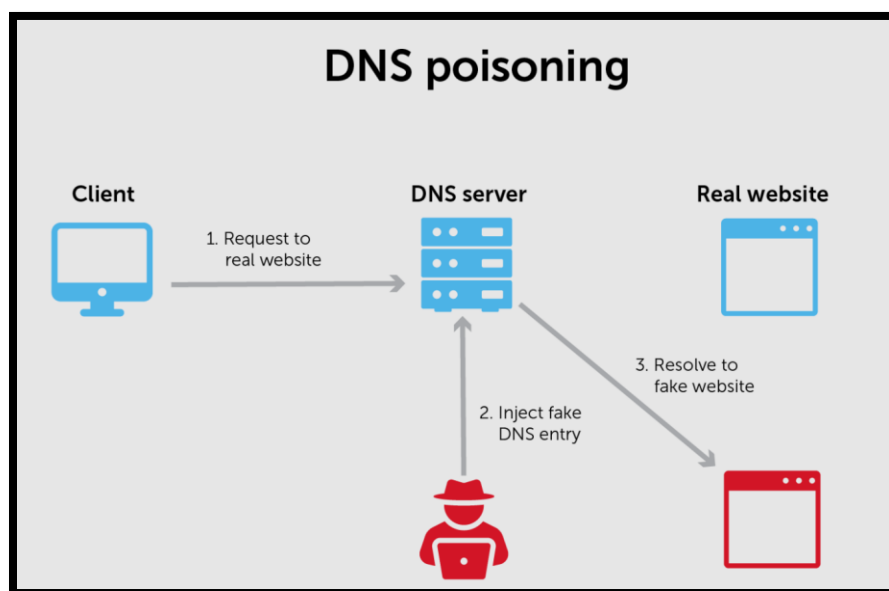 DNS poisoning
Client
DNS server
Real website
1. Request to
real website
3. Resolve to
fake website
2. Inject fake
DNS entry